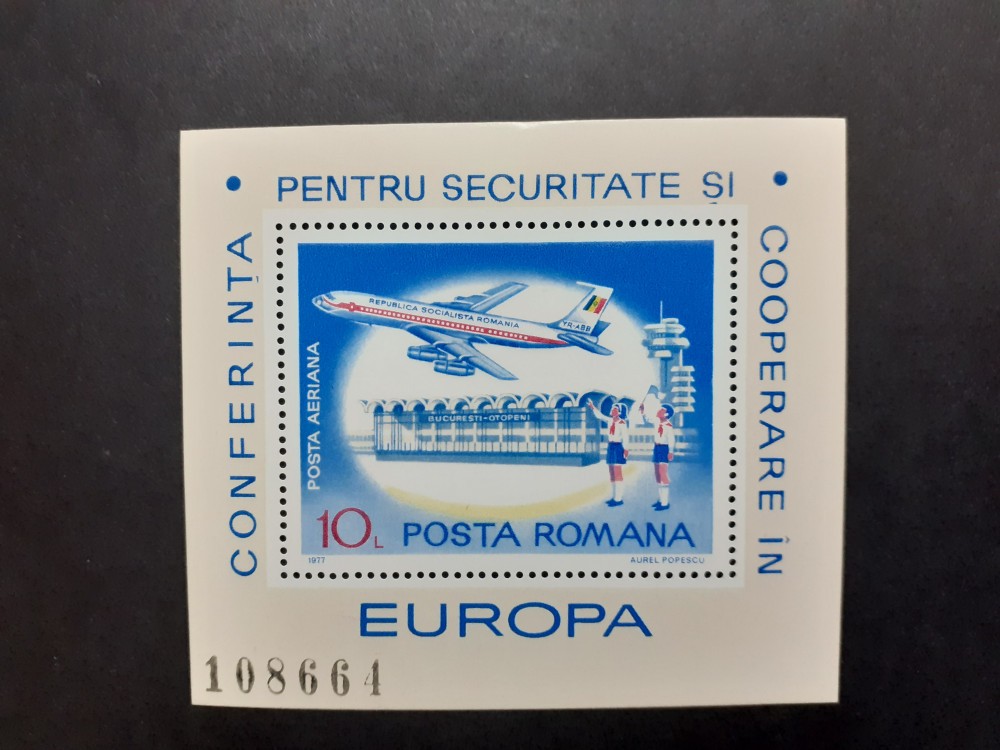 CONFERINȚA
• PENTRU SECURITATE ȘI •
COOPERARE ÎN
EUROPA
REPUBLICA SOCIALISTA ROMANIA
YR-ABB
POSTA AERIANA
BUCUREȘTI-OTOPENI
10L
POSTA ROMANA
1977
AUREL POPESCU
108664